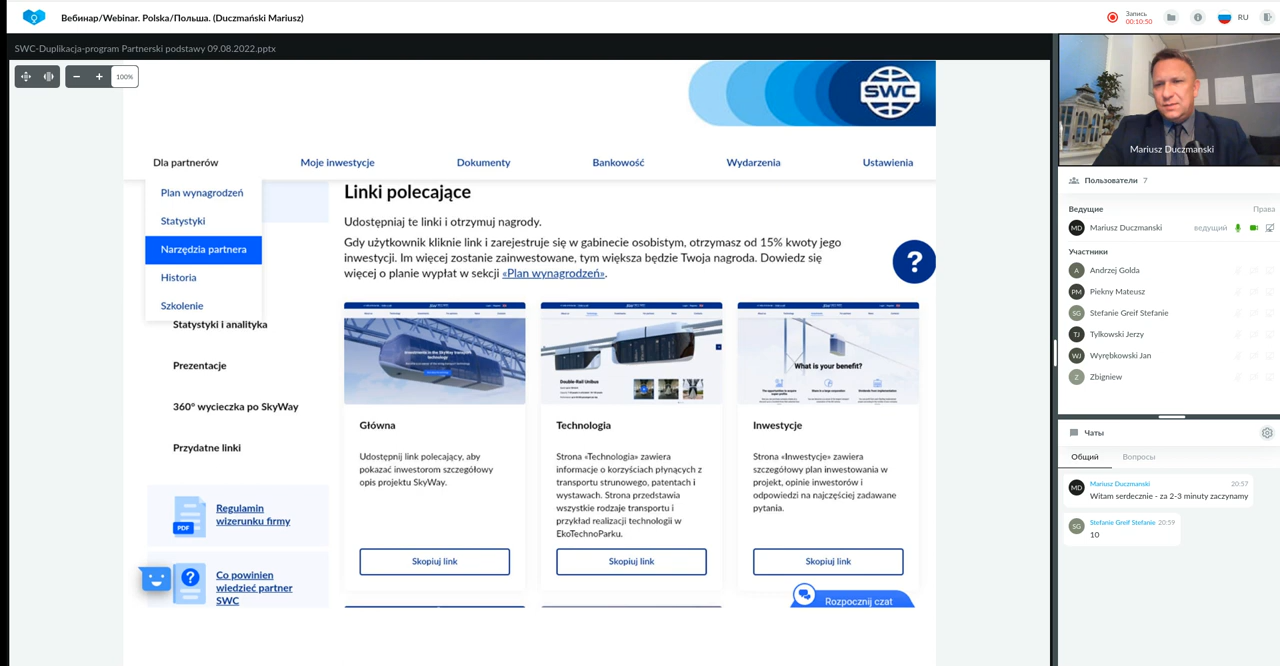 Вебинар/Webinar. Polska/Польша. (Duczmański Mariusz)
Запись
00:10:50
RU
SWC-Duplikacja-program Partnerski podstawy 09.08.2022.pptx
100%
SWC
Dla partnerów
Moje inwestycje
Dokumenty
Bankowość
Wydarzenia
Ustawienia
Plan wynagrodzeń
Statystyki
Narzędzia partnera
Historia
Szkolenie
Statystyki i analityka
Prezentacje
360° wycieczka po SkyWay
Przydatne linki
PDF
Regulamin
wizerunku firmy
?
Co powinien
wiedzieć partner
SWC
Linki polecające
Udostępniaj te linki i otrzymuj nagrody.
Gdy użytkownik kliknie link i zarejestruje się w gabinecie osobistym, otrzymasz od 15% kwoty jego
inwestycji. Im więcej zostanie zainwestowane, tym większa będzie Twoja nagroda. Dowiedz się
więcej o planie wypłat w sekcji «Plan wynagrodzeń».
?
Investments in the SkyWay transport
technology
Double-Rail Unibus
What is your benefit?
Główna
Udostępnij link polecający, aby
pokazać inwestorom szczegółowy
opis projektu SkyWay.
Skopiuj link
Technologia
Strona «Technologia» zawiera
informacje o korzyściach płynących z
transportu strunowego, patentach i
wystawach. Strona przedstawia
wszystkie rodzaje transportu i
przykład realizacji technologii w
EkoTechnoParku.
Skopiuj link
Inwestycje
Strona «Inwestycje» zawiera
szczegółowy plan inwestowania w
projekt, opinie inwestorów i
odpowiedzi na najczęściej zadawane
pytania.
Skopiuj link
Rozpocznij czat
Mariusz Duczmanski
Пользователи 7
Ведущие
Права
MD Mariusz Duczmanski ведущий
Участники
A Andrzej Golda
PM Piekny Mateusz
SG Stefanie Greif Stefanie
TJ Tylkowski Jerzy
WJ Wyrębkowski Jan
Z Zbigniew
Чаты
Общий
Вопросы
MD
Mariusz Duczmanski 20:57
Witam serdecznie - za 2-3 minuty zaczynamy
SG
Stefanie Greif Stefanie 20:59
10